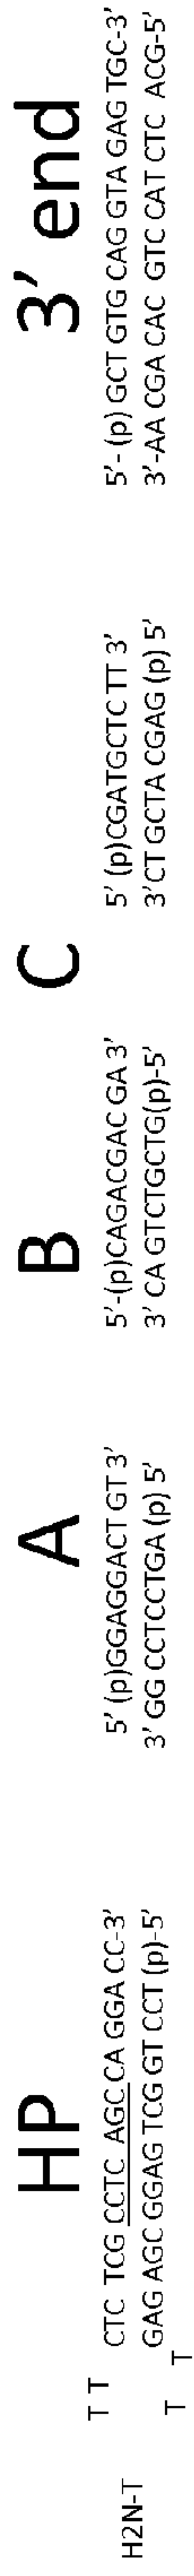 HP A B C 3' end
T T
CTC TCG CCTC AGC CA GGA CC-3' 5' (p)GGAGGACT GT 3' 5'-(p)CAGACGAC GA 3' 5' (p)CGATGCTC TT 3' 5'- (p) GCT GTG CAG GTA GAG TGC-3'
H2N-T
GAG AGC GGAG TCG GT CCT (p)-5' 3' GG CCTCCTGA (p) 5' 3' CA GTCTGCTG(p)-5' 3'CT GCTA CGAG (p) 5' 3'-AA CGA CAC GTC CAT CTC ACG-5'
T T